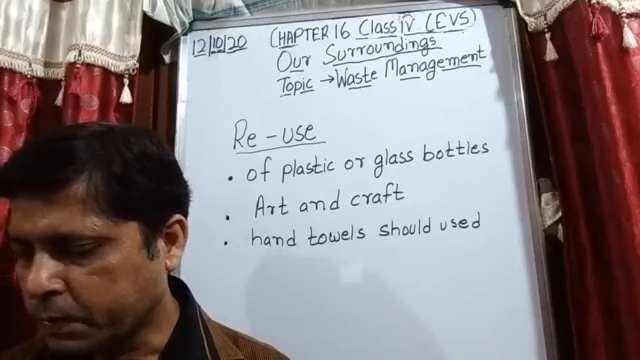 12/10/20 CHAPTER 16 Class IV (EVS)
Our Surroundings
Topic → Waste Management
Re-use
• of plastic or glass bottles
• Art and craft
• hand towels should used